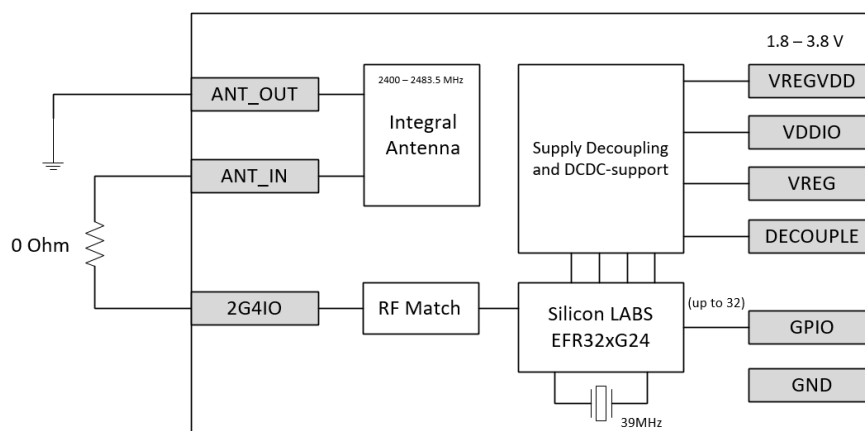 1.8 – 3.8 V
ANT_OUT
2400 – 2483.5 MHz
Integral
Antenna
VREGVDD
VDDIO
Supply Decoupling
and DCDC-support
ANT_IN
VREG
0 Ohm
DECOUPLE
2G4IO
RF Match
Silicon LABS
EFR32xG24
(up to 32)
GPIO
GND
39MHz